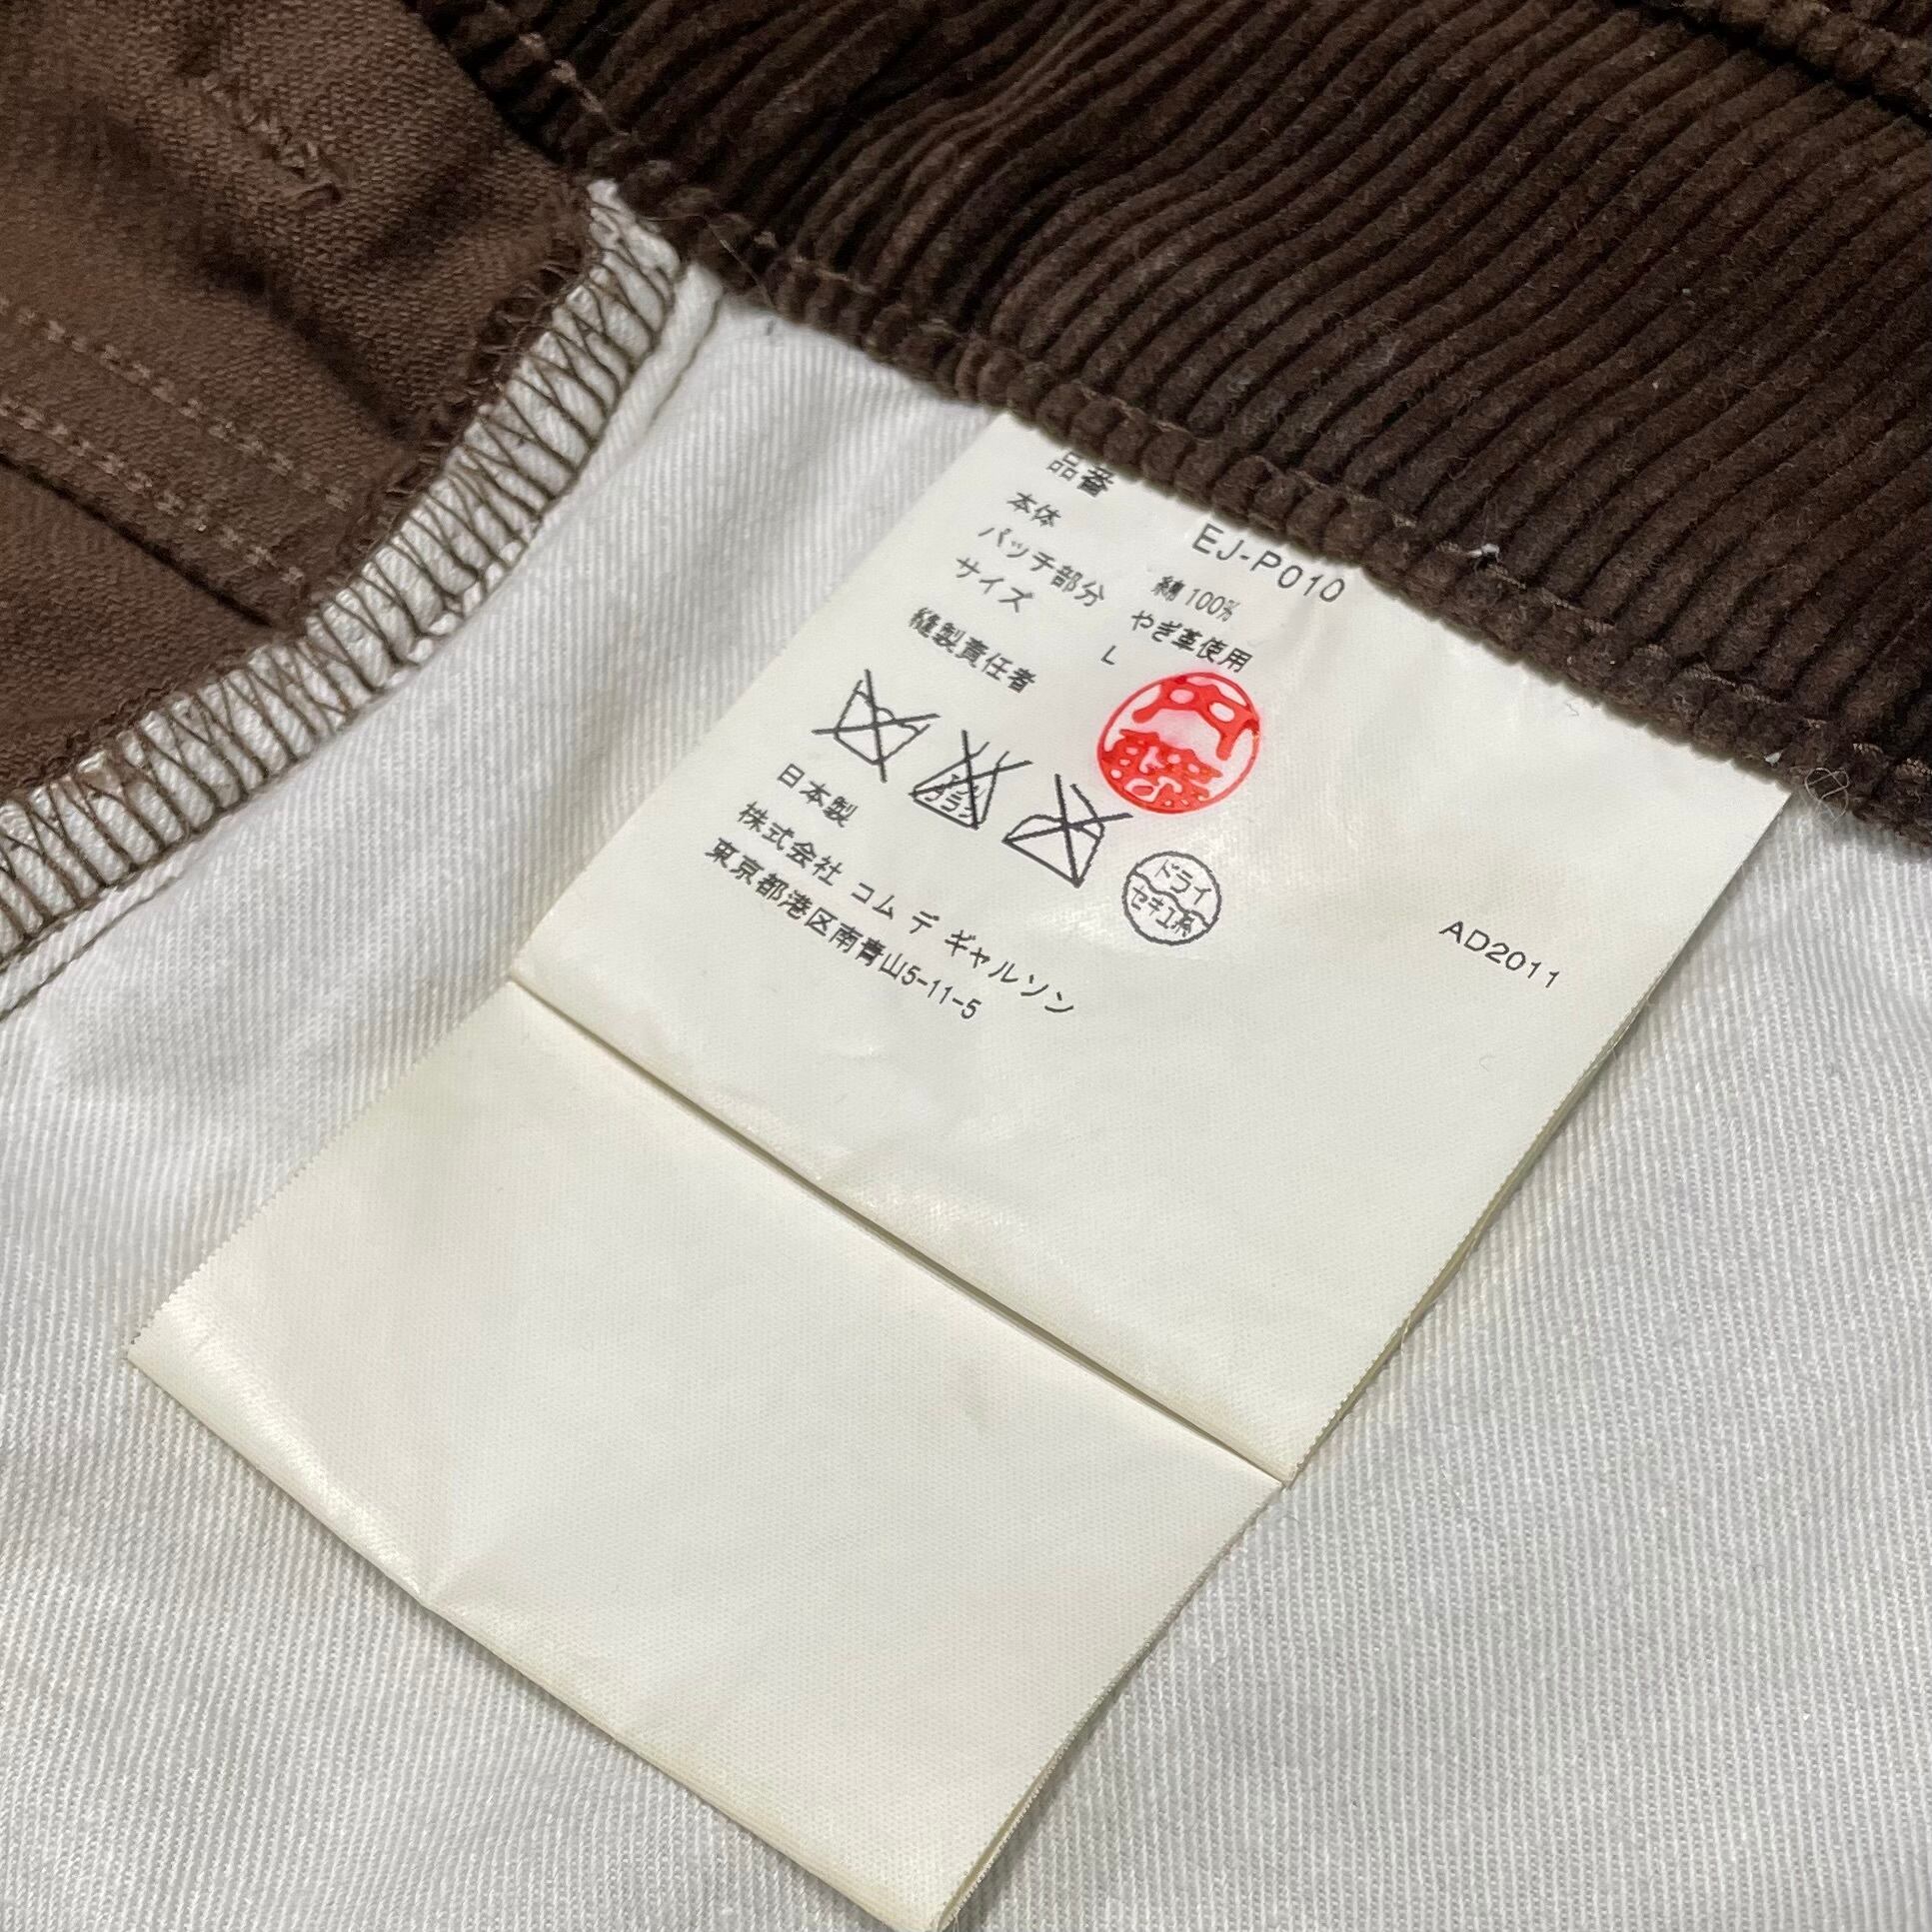 品番 EJ-P010
本体 綿 100%
パッチ部分 やぎ革使用
サイズ L
縫製責任者
ドライ
セキユ系
日本製
株式会社 コム デ ギャルソン
東京都港区南青山5-11-5
AD2011